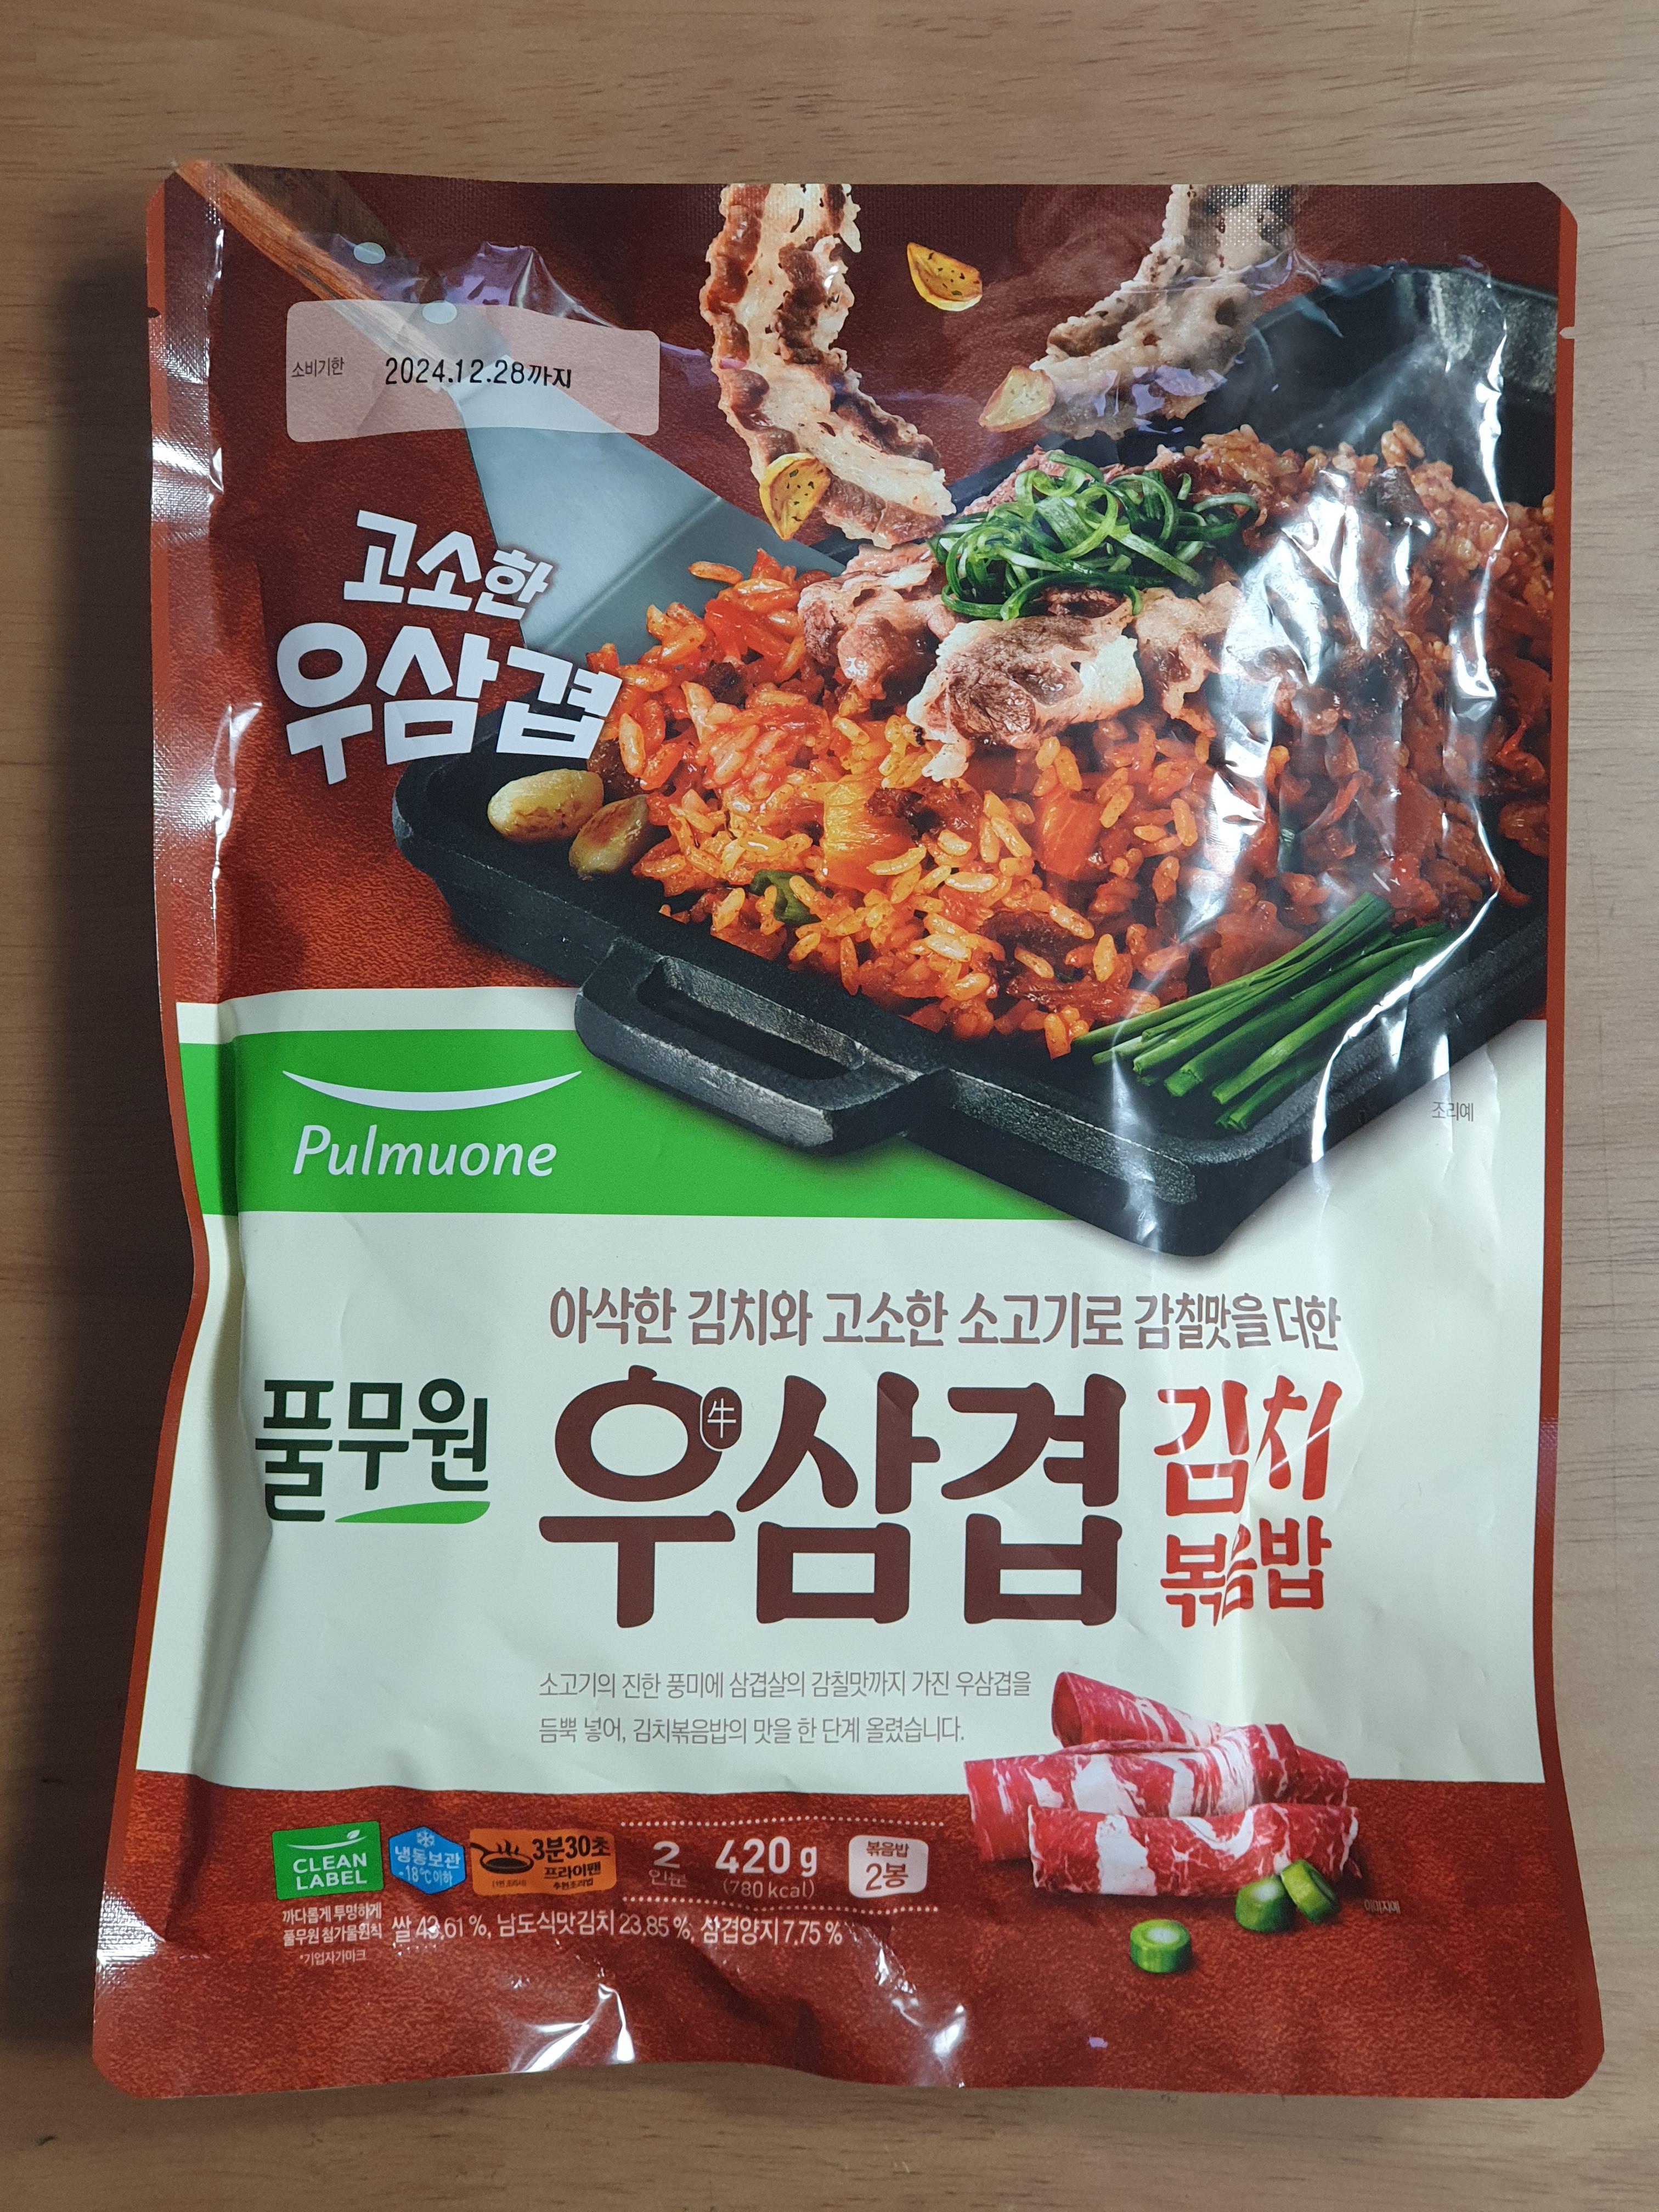 소비기한 2024.12.28까지
고소한
우삼겹
조리예
Pulmuone
아삭한 김치와 고소한 소고기로 감칠맛을 더한
풀무원
우삼겹 牛
김치
볶음밥
소고기의 진한 풍미에 삼겹살의 감칠맛까지 가진 우삼겹을
듬뿍 넣어, 김치볶음밥의 맛을 한 단계 올렸습니다.
CLEAN
LABEL
까다롭게 투명하게
풀무원 첨가물원칙
*기업자가마크
냉동보관
-18℃이하
3분30초
프라이팬
추천조리법
2
인분
420 g
(780 kcal)
볶음밥
2봉
쌀 43.61 %, 남도식맛김치 23.85 %, 삼겹양지 7.75 %
이미지예